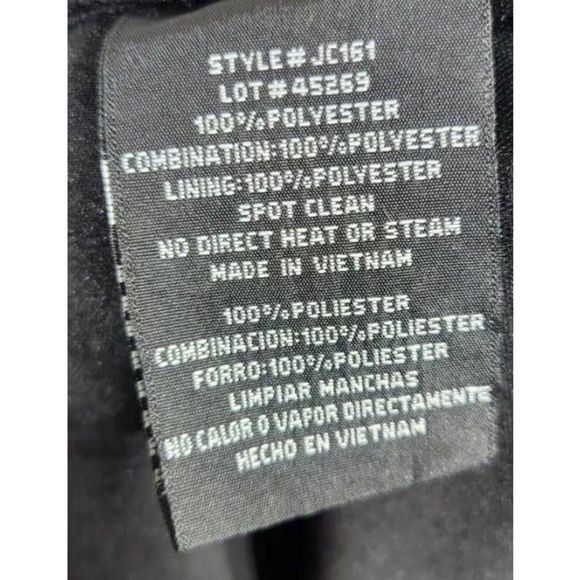 STYLE# JC161
LOT#45269
100%POLYESTER
COMBINATION:100%POLYESTER
LINING:100%POLYESTER
SPOT CLEAN
NO DIRECT HEAT OR STEAM
MADE IN VIETNAM
100%POLIESTER
COMBINACION:100%POLIESTER
FORRO:100%POLIESTER
LIMPIAR MANCHAS
NO CALOR O VAPOR DIRECTAMENTE
HECHO EN VIETNAM